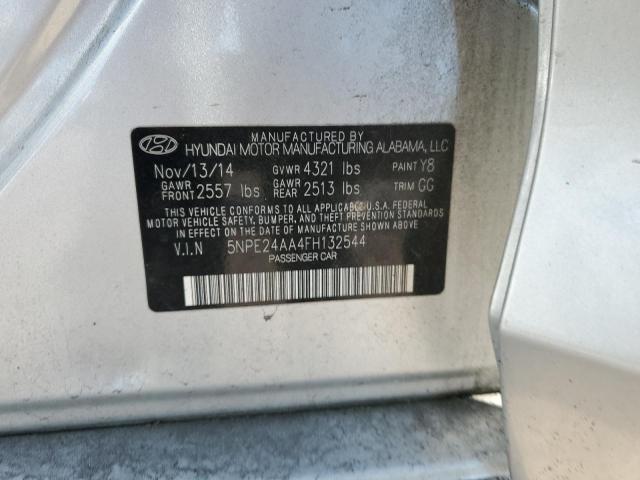 MANUFACTURED BY
HYUNDAI MOTOR MANUFACTURING ALABAMA, LLC
Nov/13/14 GVWR 4321 lbs PAINT Y8
GAWR FRONT 2557 lbs GAWR REAR 2513 lbs TRIM GG
THIS VEHICLE CONFORMS TO ALL APPLICABLE U.S.A. FEDERAL
MOTOR VEHICLE SAFETY, BUMPER, AND THEFT PREVENTION STANDARDS
IN EFFECT ON THE DATE OF MANUFACTURE SHOWN ABOVE.
V.I.N 5NPE24AA4FH132544
PASSENGER CAR